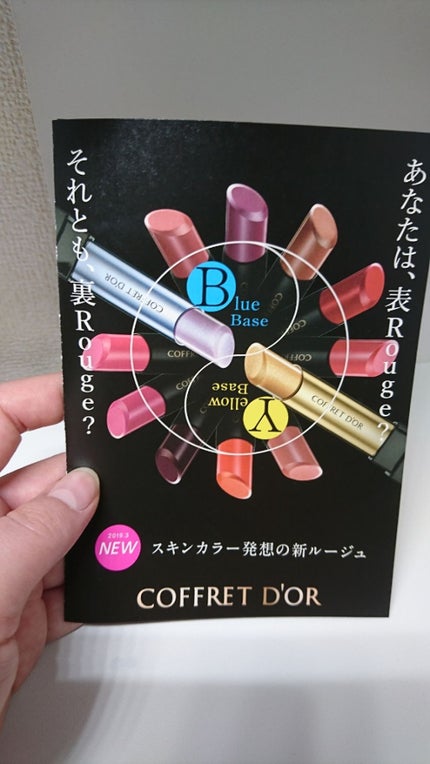 あなたは、表Rouge?
それとも、裏Rouge?
Blue
Base
COFFRET D'OR
Yellow
Base
COFFRET D'OR
2019.3
NEW
スキンカラー発想の新ルージュ
COFFRET D'OR